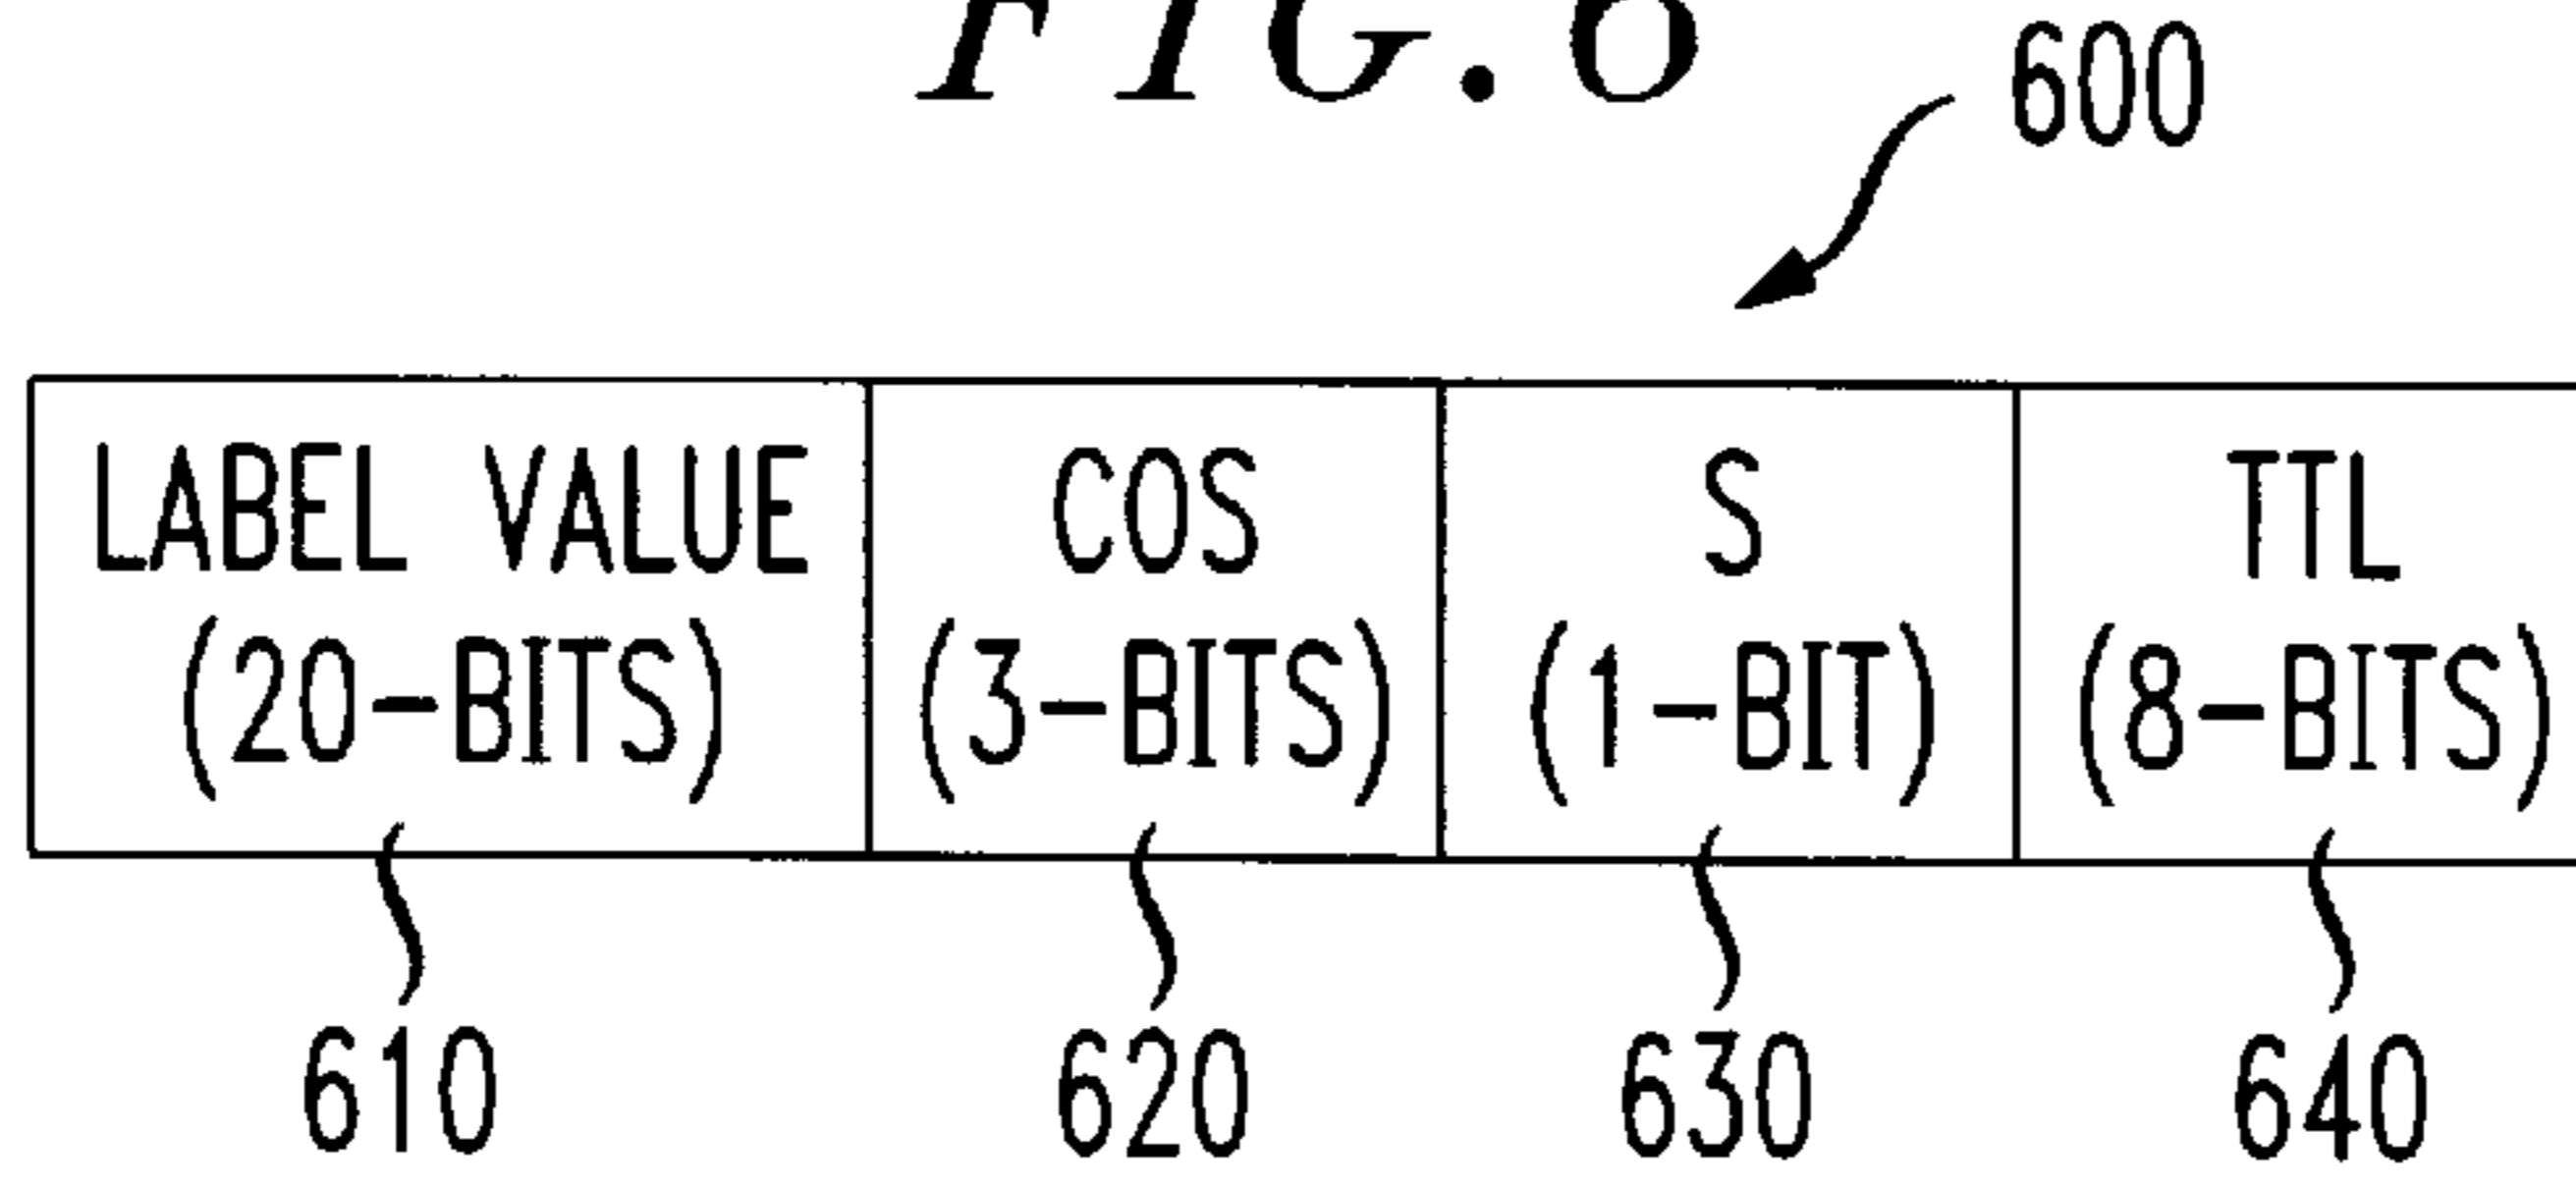 FIG. 6
600
LABEL VALUE
(20-BITS)
COS
(3-BITS)
S
(1-BIT)
TTL
(8-BITS)
610
620
630
640